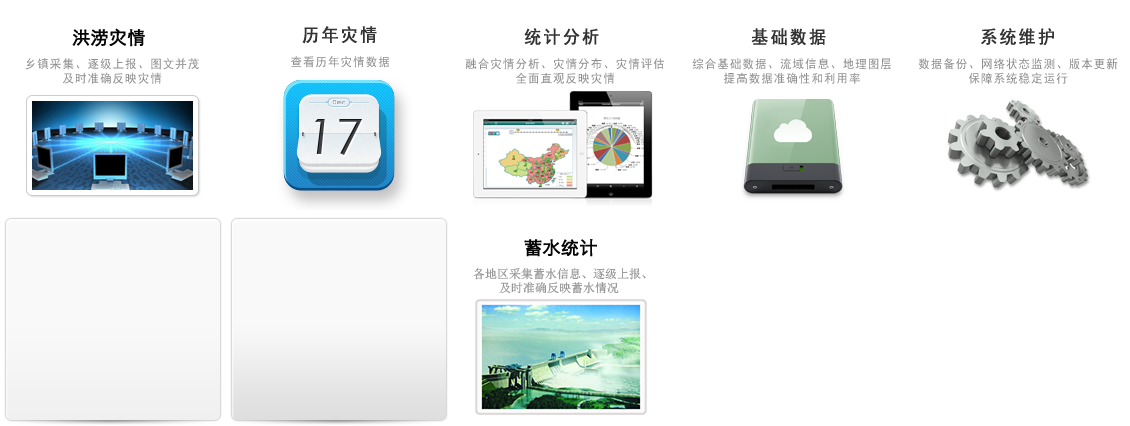 洪涝灾情
乡镇采集、逐级上报、图文并茂
及时准确反映灾情
历年灾情
查看历年灾情数据
17
统计分析
融合灾情分析、灾情分布、灾情评估
全面直观反映灾情
基础数据
综合基础数据、流域信息、地理图层
提高数据准确性和利用率
系统维护
数据备份、网络状态监测、版本更新
保障系统稳定运行
蓄水统计
各地区采集蓄水信息、逐级上报、
及时准确反映蓄水情况